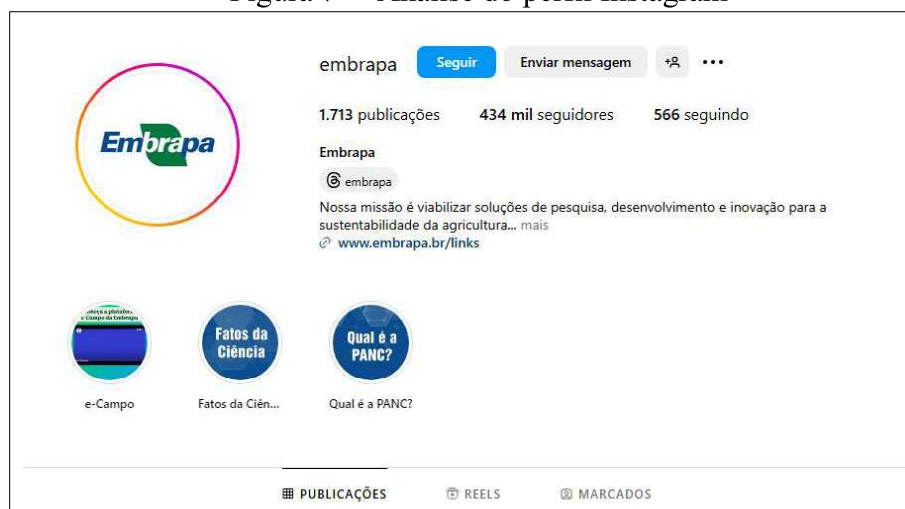 embrapa Seguir Enviar mensagem
1.713 publicações 434 mil seguidores 566 seguindo
Embrapa
Embrapa
embrapa
Nossa missão é viabilizar soluções de pesquisa, desenvolvimento e inovação para a
sustentabilidade da agricultura... mais
www.embrapa.br/links
Fatos da
Ciência
Qual é a
PANC?
e-Campo Fatos da Ciên... Qual é a PANC?
PUBLICAÇÕES REELS MARCADOS